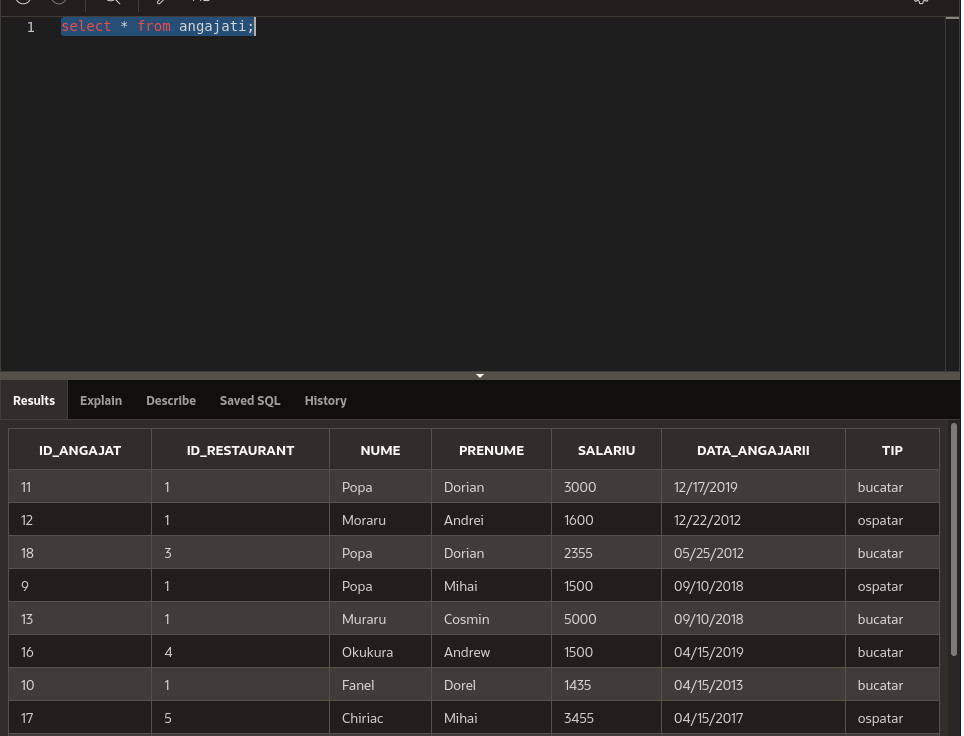 1 select * from angajati;
Results Explain Describe Saved SQL History
ID_ANGAJAT ID_RESTAURANT NUME PRENUME SALARIU DATA_ANGAJARII TIP
11 1 Popa Dorian 3000 12/17/2019 bucatar
12 1 Moraru Andrei 1600 12/22/2012 ospatar
18 3 Popa Dorian 2355 05/25/2012 bucatar
9 1 Popa Mihai 1500 09/10/2018 ospatar
13 1 Muraru Cosmin 5000 09/10/2018 bucatar
16 4 Okukura Andrew 1500 04/15/2019 bucatar
10 1 Fanel Dorel 1435 04/15/2013 bucatar
17 5 Chiriac Mihai 3455 04/15/2017 ospatar